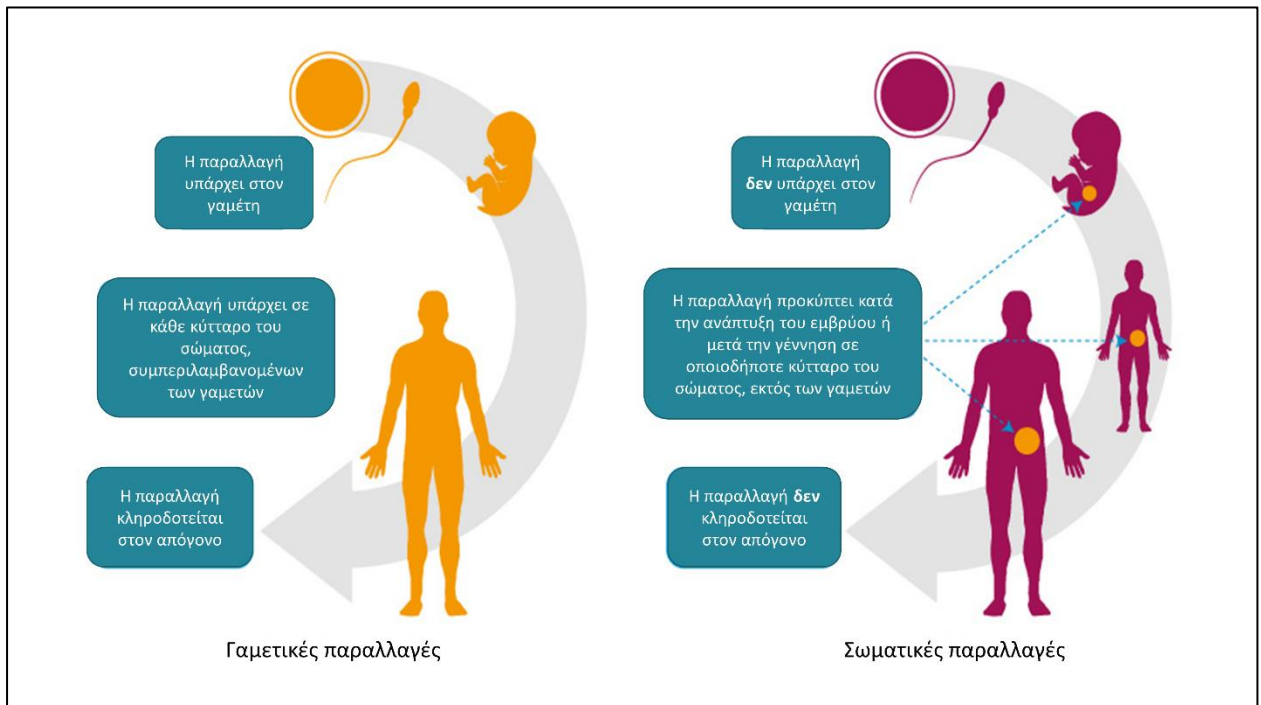 Η παραλλαγή
υπάρχει στον
γαμέτη
Η παραλλαγή υπάρχει σε
κάθε κύτταρο του
σώματος,
συμπεριλαμβανομένων
των γαμετών
Η παραλλαγή
κληροδοτείται
στον απόγονο
Γαμετικές παραλλαγές
Η παραλλαγή
δεν υπάρχει στον
γαμέτη
Η παραλλαγή προκύπτει κατά
την ανάπτυξη του εμβρύου ή
μετά την γέννηση σε
οποιοδήποτε κύτταρο του
σώματος, εκτός των γαμετών
Η παραλλαγή δεν
κληροδοτείται
στον απόγονο
Σωματικές παραλλαγές